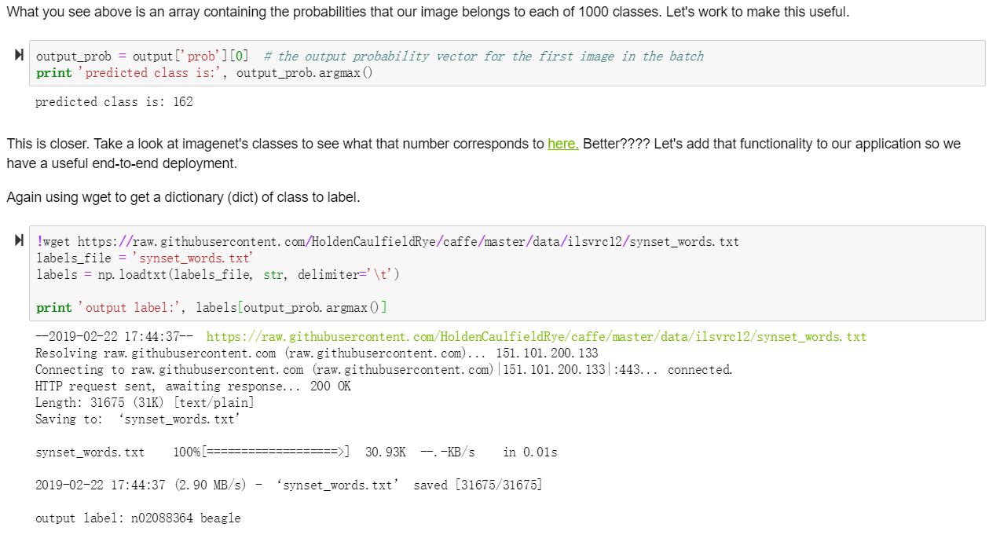 What you see above is an array containing the probabilities that our image belongs to each of 1000 classes. Let's work to make this useful.
output_prob = output['prob'][0]  # the output probability vector for the first image in the batch
print 'predicted class is:', output_prob.argmax()
predicted class is: 162
This is closer. Take a look at imagenet's classes to see what that number corresponds to here. Better???? Let's add that functionality to our application so we
have a useful end-to-end deployment.
Again using wget to get a dictionary (dict) of class to label.
!wget https://raw.githubusercontent.com/HoldenCaulfieldRye/caffe/master/data/ilsvrc12/synset_words.txt
labels_file = 'synset_words.txt'
labels = np.loadtxt(labels_file, str, delimiter='\t')
print 'output label:', labels[output_prob.argmax()]
--2019-02-22 17:44:37--  https://raw.githubusercontent.com/HoldenCaulfieldRye/caffe/master/data/ilsvrc12/synset_words.txt
Resolving raw.githubusercontent.com (raw.githubusercontent.com)... 151.101.200.133
Connecting to raw.githubusercontent.com (raw.githubusercontent.com)|151.101.200.133|:443... connected.
HTTP request sent, awaiting response... 200 OK
Length: 31675 (31K) [text/plain]
Saving to: ‘synset_words.txt’
synset_words.txt    100%[===================>]  30.93K  --.-KB/s    in 0.01s
2019-02-22 17:44:37 (2.90 MB/s) - ‘synset_words.txt’ saved [31675/31675]
output label: n02088364 beagle